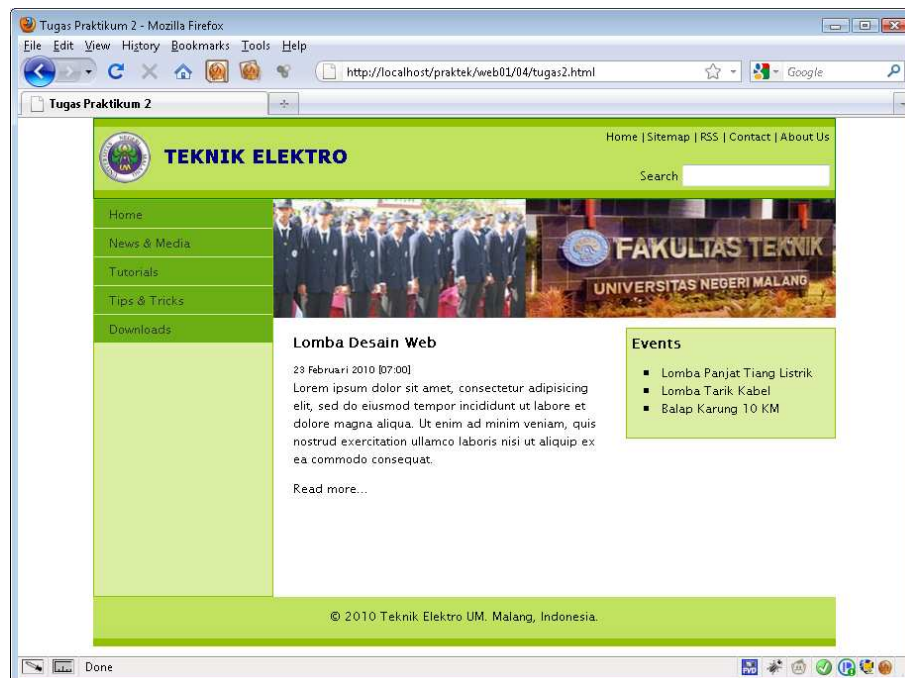 Tugas Praktikum 2 - Mozilla Firefox
File Edit View History Bookmarks Tools Help
http://localhost/praktek/web01/04/tugas2.html
Google
Tugas Praktikum 2
Home | Sitemap | RSS | Contact | About Us
TEKNIK ELEKTRO
Search
Home
News & Media
Tutorials
Tips & Tricks
Downloads
FAKULTAS TEKNIK
UNIVERSITAS NEGERI MALANG
Lomba Desain Web
23 Februari 2010 [07:00]
Lorem ipsum dolor sit amet, consectetur adipisicing
elit, sed do eiusmod tempor incididunt ut labore et
dolore magna aliqua. Ut enim ad minim veniam, quis
nostrud exercitation ullamco laboris nisi ut aliquip ex
ea commodo consequat.
Read more...
Events
Lomba Panjat Tiang Listrik
Lomba Tarik Kabel
Balap Karung 10 KM
© 2010 Teknik Elektro UM. Malang, Indonesia.
Done